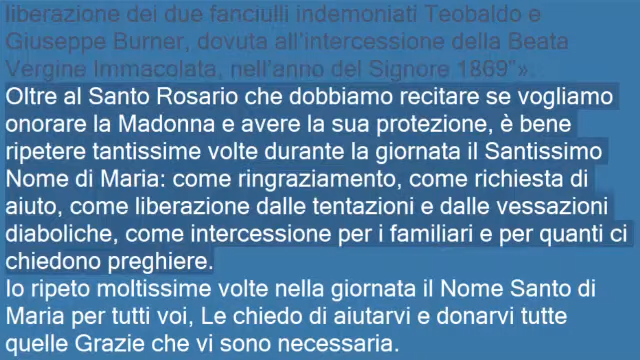 liberazione dei due fanciulli indemoniati Teobaldo e
Giuseppe Burner, dovuta all'intercessione della Beata
Vergine Immacolata, nell'anno del Signore 1869”».
Oltre al Santo Rosario che dobbiamo recitare se vogliamo
onorare la Madonna e avere la sua protezione, è bene
ripetere tantissime volte durante la giornata il Santissimo
Nome di Maria: come ringraziamento, come richiesta di
aiuto, come liberazione dalle tentazioni e dalle vessazioni
diaboliche, come intercessione per i familiari e per quanti ci
chiedono preghiere.
Io ripeto moltissime volte nella giornata il Nome Santo di
Maria per tutti voi, Le chiedo di aiutarvi e donarvi tutte
quelle Grazie che vi sono necessaria.